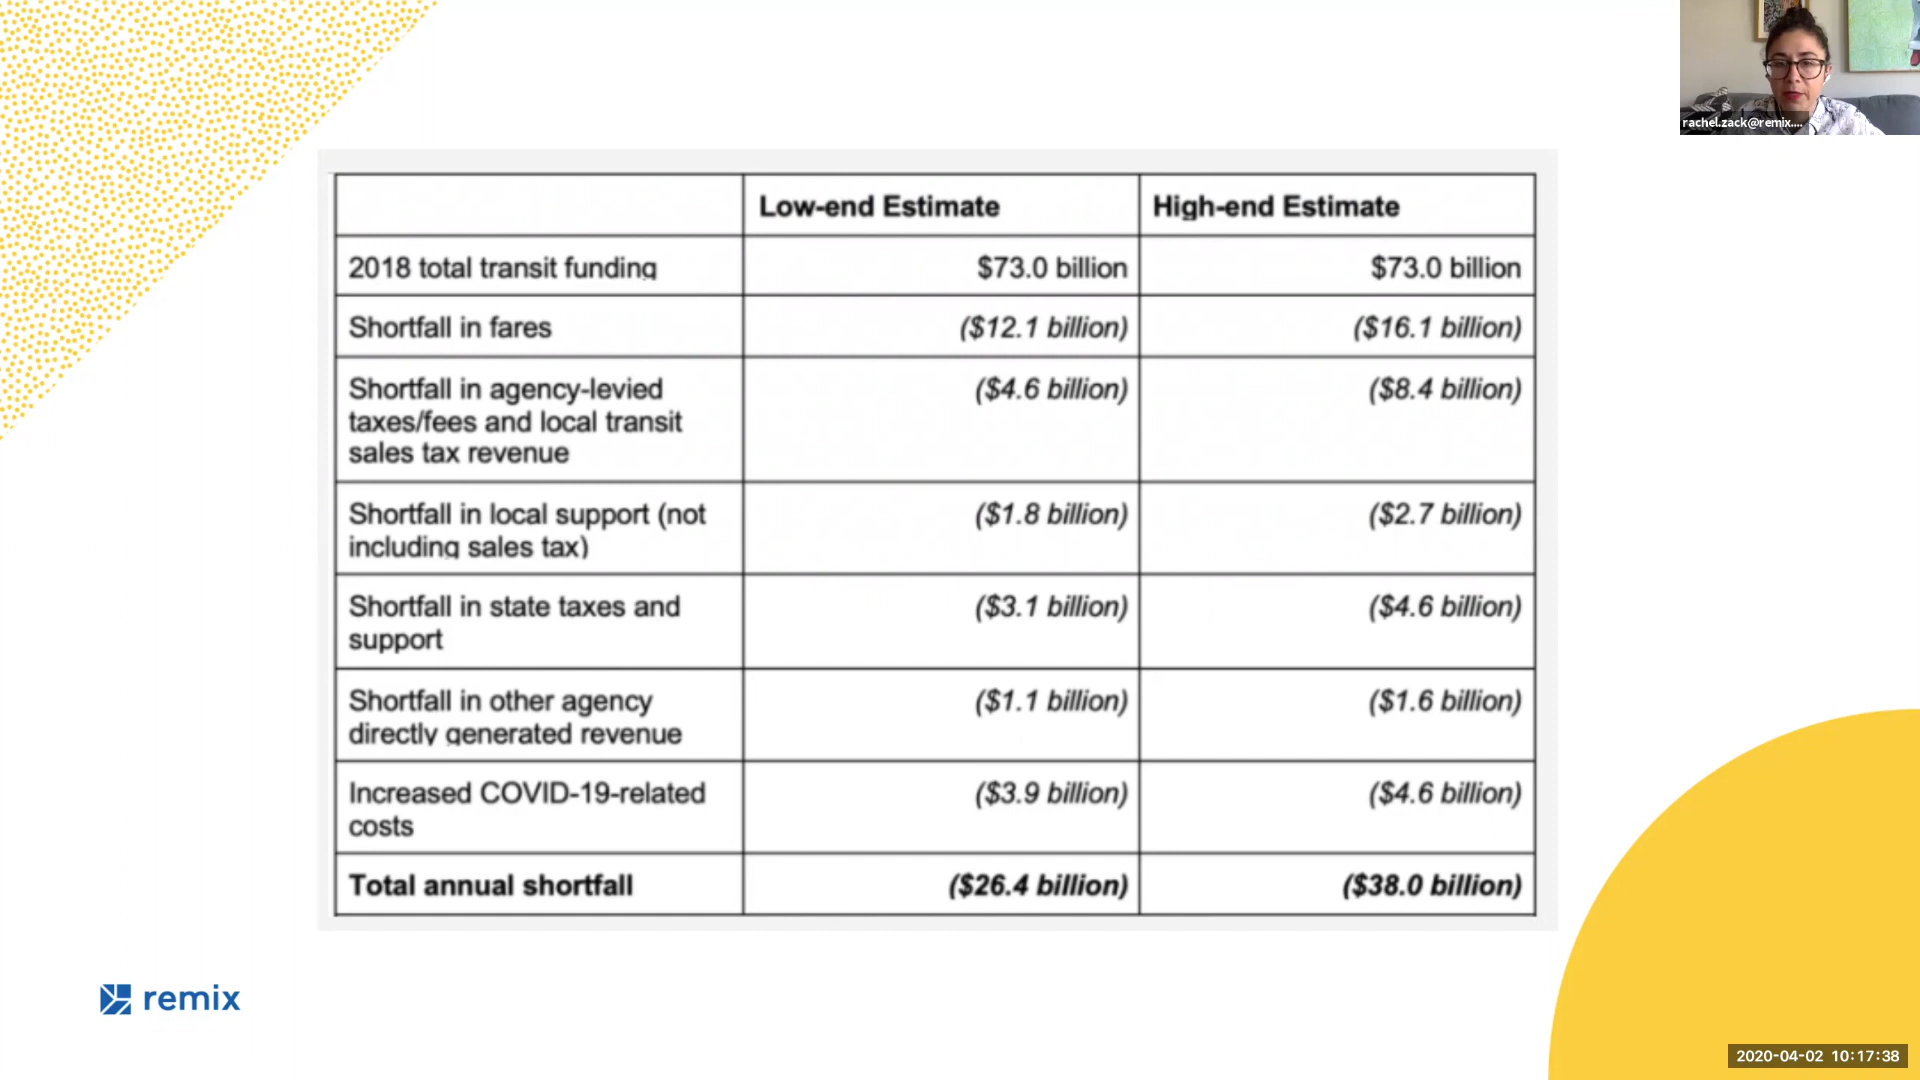 rachel.zack@remix....
Low-end Estimate High-end Estimate
2018 total transit funding $73.0 billion $73.0 billion
Shortfall in fares ($12.1 billion) ($16.1 billion)
Shortfall in agency-levied ($4.6 billion) ($8.4 billion)
taxes/fees and local transit
sales tax revenue
Shortfall in local support (not ($1.8 billion) ($2.7 billion)
including sales tax)
Shortfall in state taxes and ($3.1 billion) ($4.6 billion)
support
Shortfall in other agency ($1.1 billion) ($1.6 billion)
directly generated revenue
Increased COVID-19-related ($3.9 billion) ($4.6 billion)
costs
Total annual shortfall ($26.4 billion) ($38.0 billion)
remix
2020-04-02 10:17:38